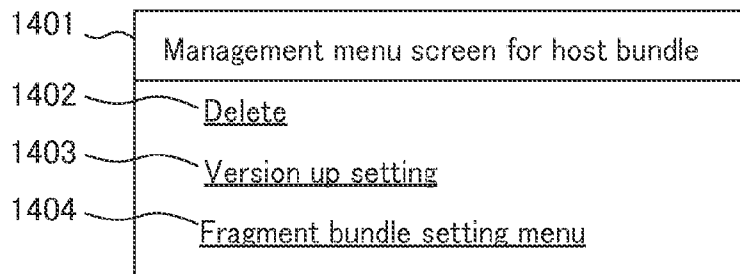 1401
Management menu screen for host bundle
1402
Delete
1403
Version up setting
1404
Fragment bundle setting menu